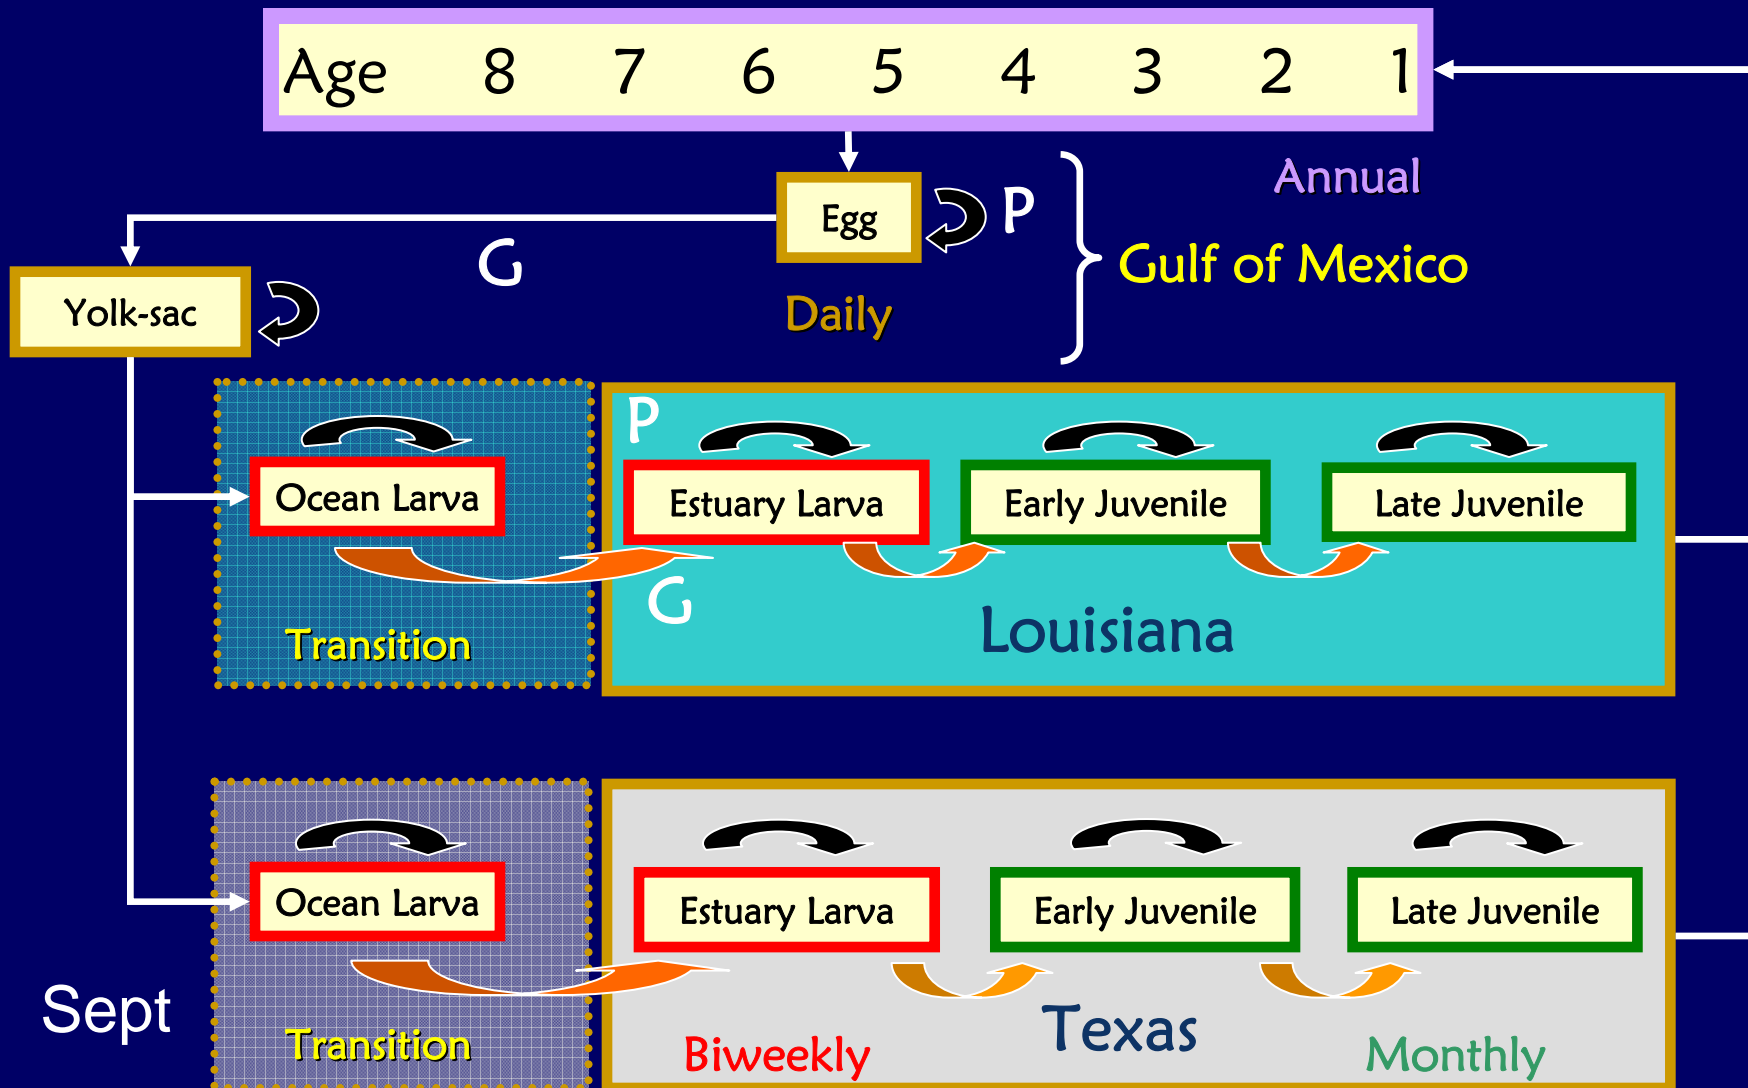 Age 8 7 6 5 4 3 2 1
Annual
Egg
P
G
Gulf of Mexico
Yolk-sac
Daily
P
Ocean Larva
Estuary Larva
Early Juvenile
Late Juvenile
G
Transition
Louisiana
Ocean Larva
Estuary Larva
Early Juvenile
Late Juvenile
Sept
Transition
Biweekly
Texas
Monthly